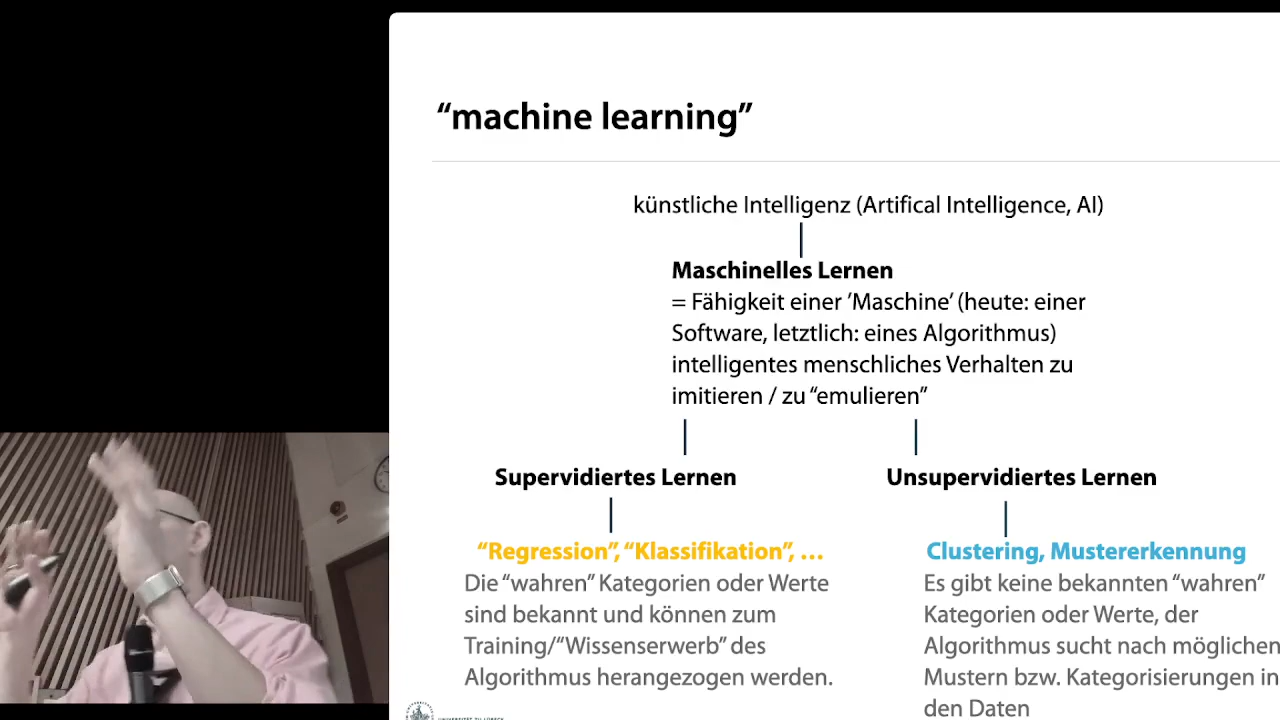 “machine learning”
künstliche Intelligenz (Artifical Intelligence, AI)
Maschinelles Lernen
= Fähigkeit einer ’Maschine’ (heute: einer
Software, letztlich: eines Algorithmus)
intelligentes menschliches Verhalten zu
imitieren / zu “emulieren”
Supervidiertes Lernen
Unsupervidiertes Lernen
“Regression”, “Klassifikation”, …
Die “wahren” Kategorien oder Werte
sind bekannt und können zum
Training/“Wissenserwerb” des
Algorithmus herangezogen werden.
Clustering, Mustererkennung
Es gibt keine bekannten “wahren”
Kategorien oder Werte, der
Algorithmus sucht nach möglichen
Mustern bzw. Kategorisierungen in
den Daten